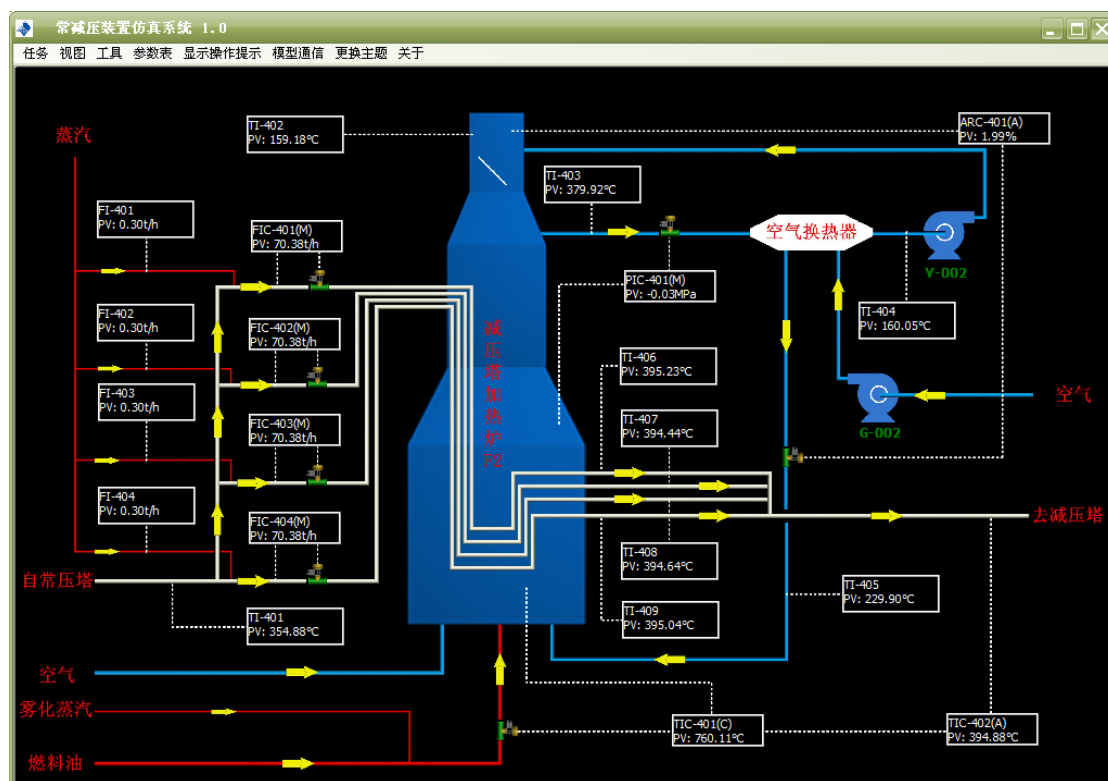 常减压装置仿真系统 1.0
任务 视图 工具 参数表 显示操作提示 模型通信 更换主题 关于
蒸汽
TI-402
PV: 159.18℃
ARC-401(A)
PV: 1.99%
TI-403
PV: 379.92℃
FI-401
PV: 0.30t/h
FIC-401(M)
PV: 70.38t/h
空气换热器
Y-002
PIC-401(M)
PV: -0.03MPa
FI-402
PV: 0.30t/h
FIC-402(M)
PV: 70.38t/h
TI-404
PV: 160.05℃
减压塔加热炉F2
TI-406
PV: 395.23℃
FI-403
PV: 0.30t/h
空气
G-002
FIC-403(M)
PV: 70.38t/h
TI-407
PV: 394.44℃
FI-404
PV: 0.30t/h
FIC-404(M)
PV: 70.38t/h
去减压塔
TI-408
PV: 394.64℃
自常压塔
TI-405
PV: 229.90℃
TI-401
PV: 354.88℃
TI-409
PV: 395.04℃
空气
雾化蒸汽
TIC-401(C)
PV: 760.11℃
TIC-402(A)
PV: 394.88℃
燃料油